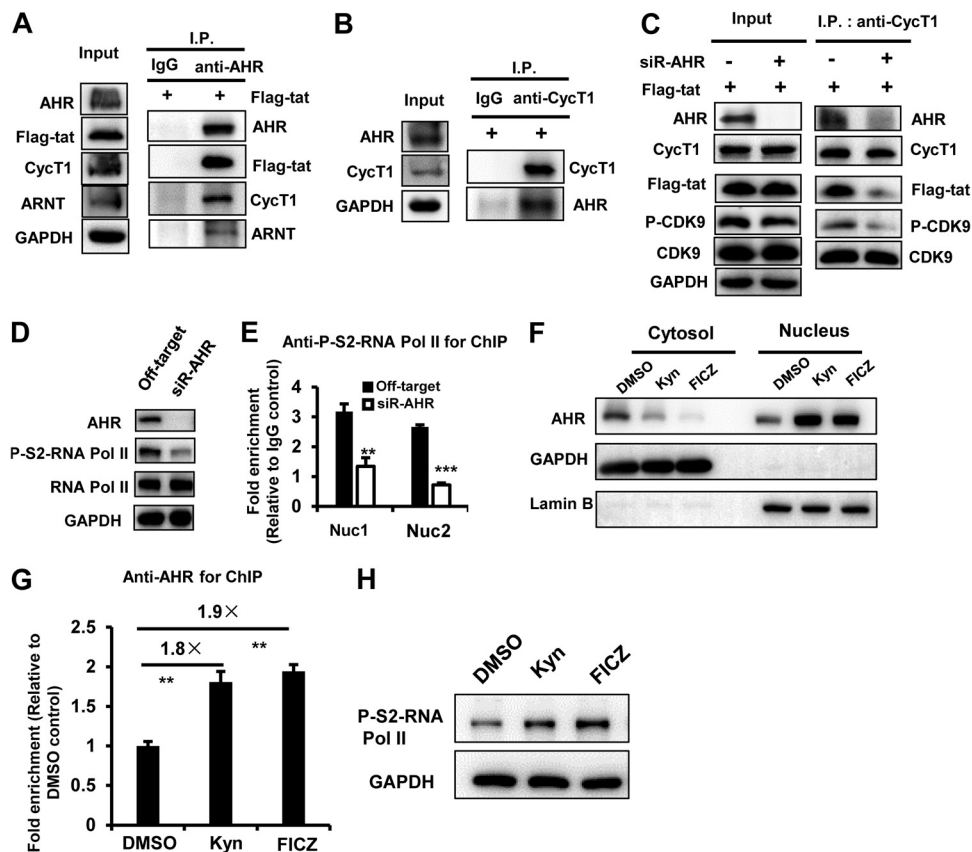 A
Input
I.P.
IgG anti-AHR
+ + Flag-tat
AHR
AHR
Flag-tat
Flag-tat
CycT1
CycT1
ARNT
ARNT
GAPDH
B
I.P.
Input
IgG anti-CycT1
+ +
AHR
CycT1
CycT1
GAPDH
AHR
C
Input
I.P. : anti-CycT1
siR-AHR - + - +
Flag-tat + + + +
AHR
AHR
CycT1
CycT1
Flag-tat
Flag-tat
P-CDK9
P-CDK9
CDK9
CDK9
GAPDH
D
Off-target
siR-AHR
AHR
P-S2-RNA Pol II
RNA Pol II
GAPDH
E
Anti-P-S2-RNA Pol II for ChIP
Fold enrichment
(Relative to IgG control)
4
3
2
1
0
Off-target
siR-AHR
**
***
Nuc1
Nuc2
F
Cytosol
Nucleus
DMSO
Kyn
FICZ
DMSO
Kyn
FICZ
AHR
GAPDH
Lamin B
G
Anti-AHR for ChIP
Fold enrichment (Relative to
DMSO control)
2.5
2
1.5
1
0.5
0
1.9×
1.8×
**
**
DMSO
Kyn
FICZ
H
DMSO
Kyn
FICZ
P-S2-RNA
Pol II
GAPDH